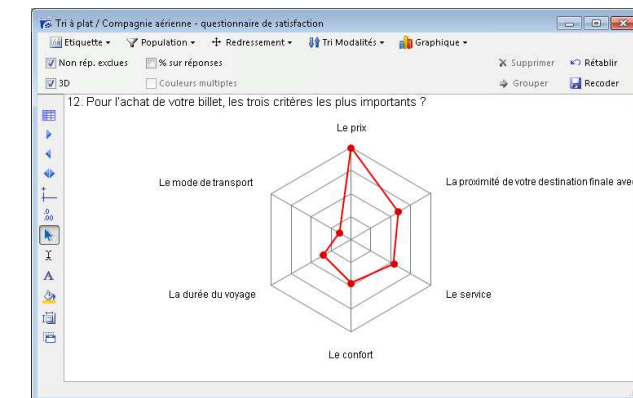 Tri à plat / Compagnie aérienne - questionnaire de satisfaction
Etiquette Population Redressement Tri Modalités Graphique
Non rép. exclues % sur réponses Supprimer Rétablir
3D Couleurs multiples Grouper Recoder
12. Pour l'achat de votre billet, les trois critères les plus importants ?
Le prix
Le mode de transport La proximité de votre destination finale avec
La durée du voyage Le service
Le confort